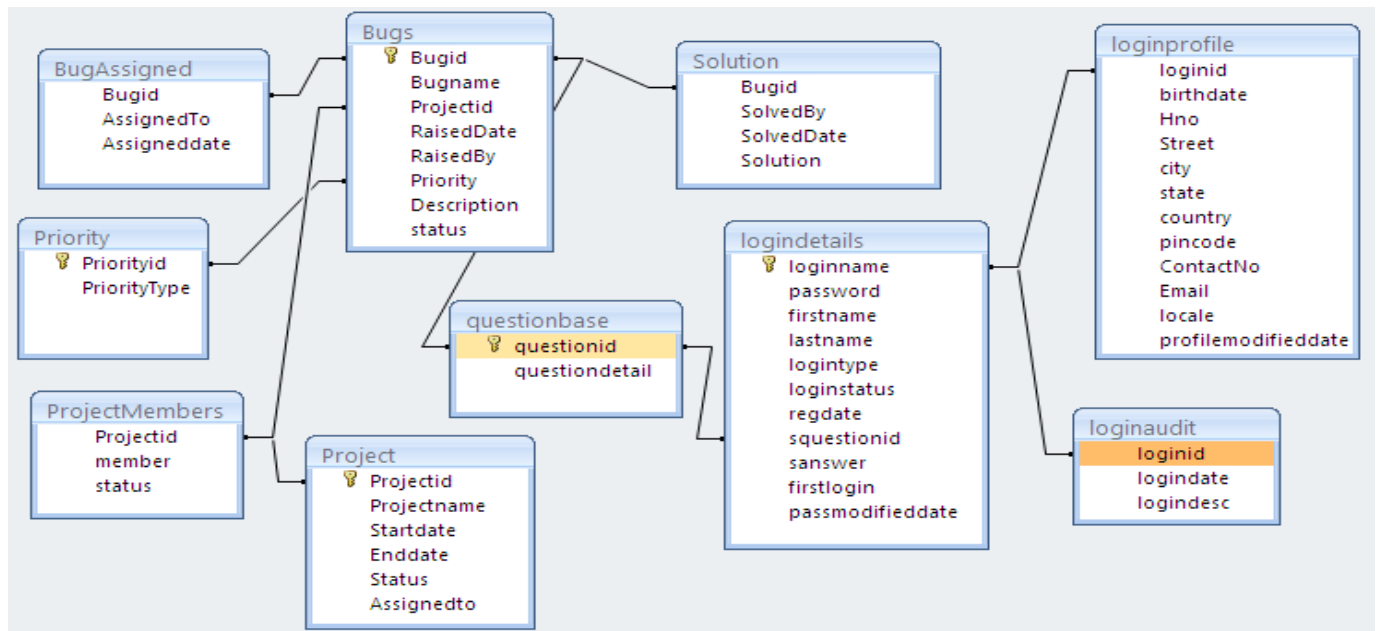 BugAssigned
Bugid
AssignedTo
Assigneddate
Bugs
Bugid
Bugname
Projectid
RaisedDate
RaisedBy
Priority
Description
status
Solution
Bugid
SolvedBy
SolvedDate
Solution
loginprofile
loginid
birthdate
Hno
Street
city
state
country
pincode
ContactNo
Email
locale
profilemodifieddate
Priority
Priorityid
PriorityType
questionbase
questionid
questiondetail
logindetails
loginname
password
firstname
lastname
logintype
loginstatus
regdate
squestionid
sanswer
firstlogin
passmodifieddate
ProjectMembers
Projectid
member
status
Project
Projectid
Projectname
Startdate
Enddate
Status
Assignedto
loginaudit
loginid
logindate
logindesc